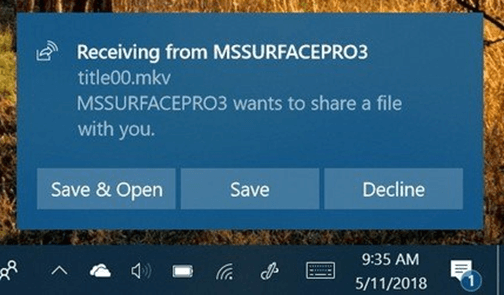 Receiving from MSSURFACEPRO3
title00.mkv
MSSURFACEPRO3 wants to share a file
with you.
Save & Open
Save
Decline
9:35 AM
5/11/2018
1